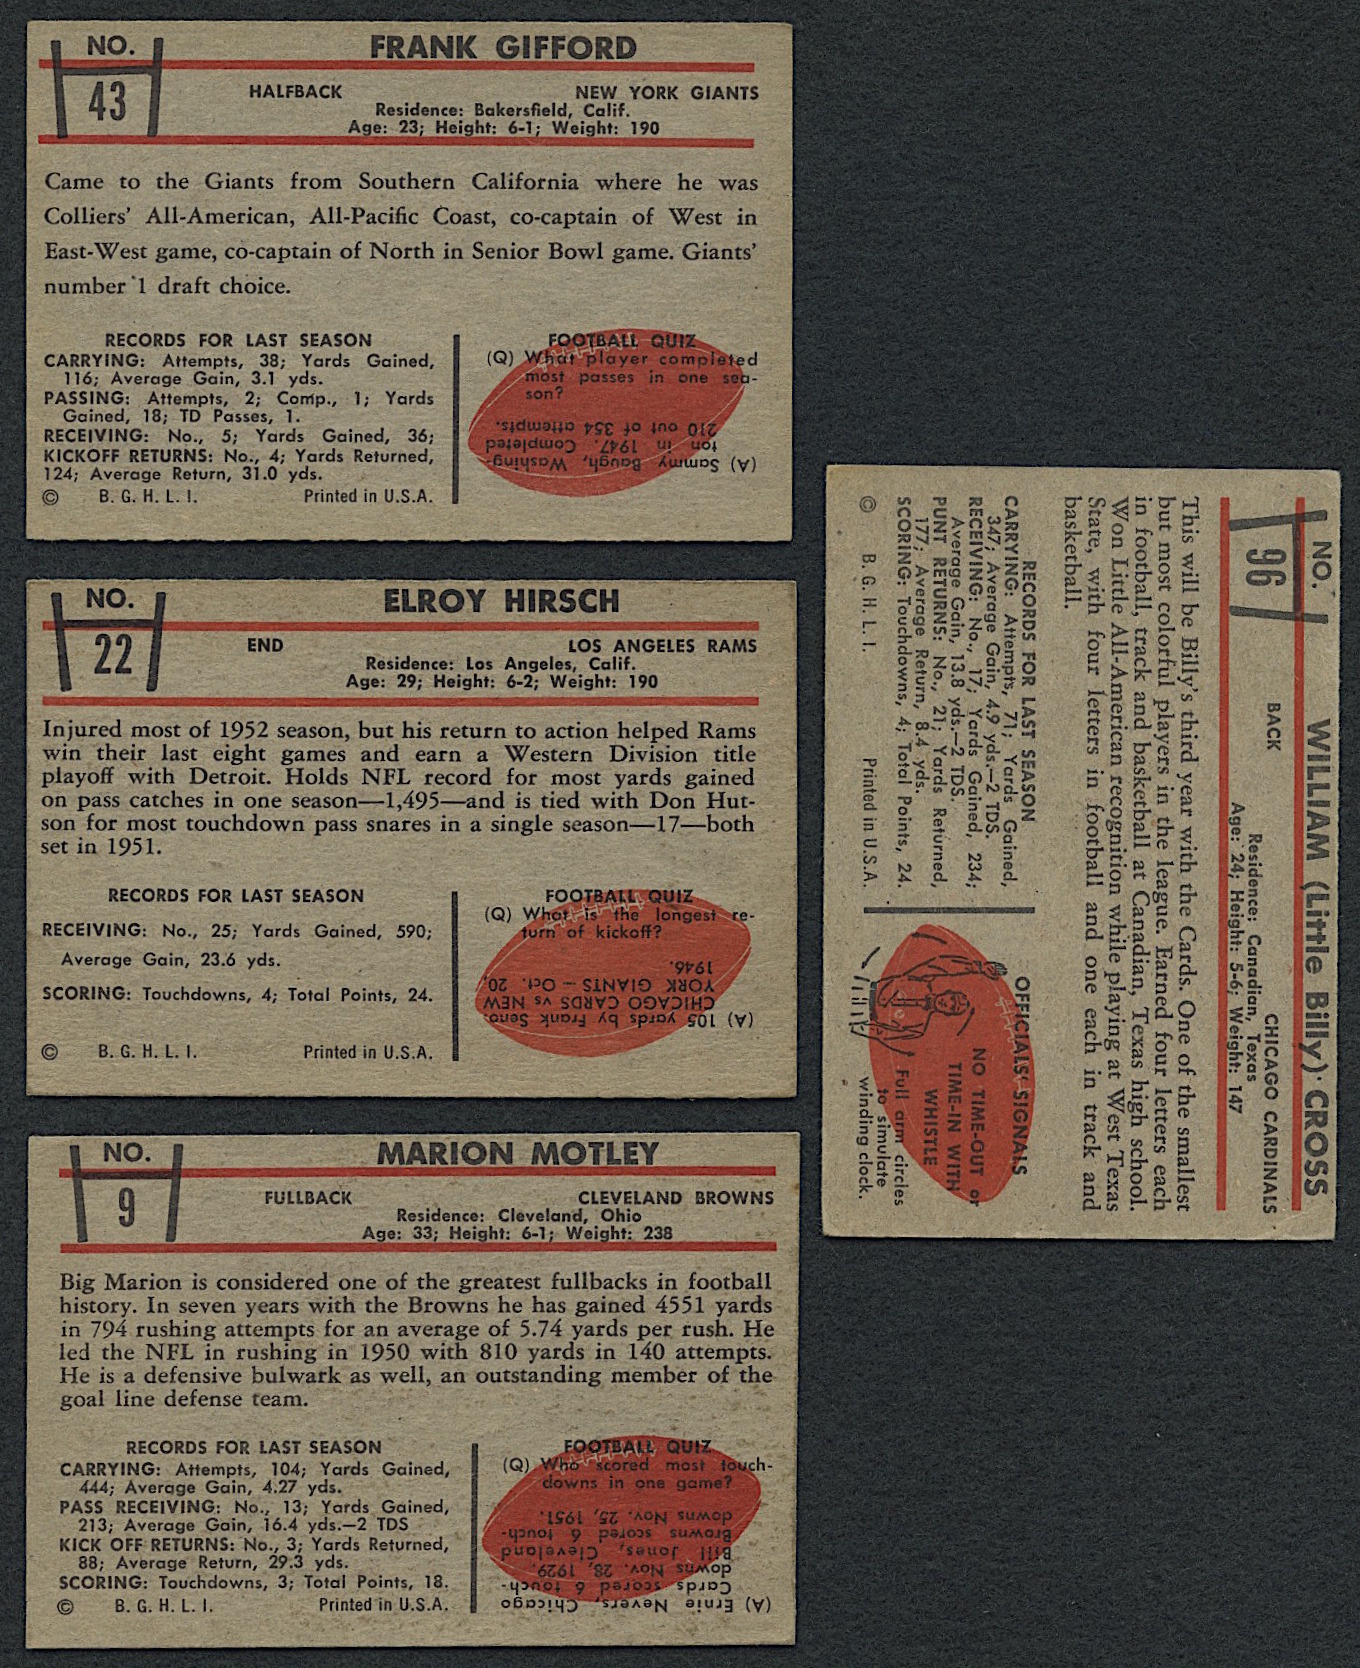 NO.
43
FRANK GIFFORD
HALFBACK NEW YORK GIANTS
Residence: Bakersfield, Calif.
Age: 23; Height: 6-1; Weight: 190
Came to the Giants from Southern California where he was
Colliers' All-American, All-Pacific Coast, co-captain of West in
East-West game, co-captain of North in Senior Bowl game. Giants'
number 1 draft choice.
RECORDS FOR LAST SEASON
CARRYING: Attempts, 38; Yards Gained,
116; Average Gain, 3.1 yds.
PASSING: Attempts, 2; Comp., 1; Yards
Gained, 18; TD Passes, 1.
RECEIVING: No., 5; Yards Gained, 36;
KICKOFF RETURNS: No., 4; Yards Returned,
124; Average Return, 31.0 yds.
© B. G. H. L. I. Printed in U.S.A.
FOOTBALL QUIZ
(Q) What player completed
most passes in one sea-
son?
(A) Sammy Baugh, Washing-
ton in 1947. Completed
210 out of 354 attempts.
NO.
22
ELROY HIRSCH
END LOS ANGELES RAMS
Residence: Los Angeles, Calif.
Age: 29; Height: 6-2; Weight: 190
Injured most of 1952 season, but his return to action helped Rams
win their last eight games and earn a Western Division title
playoff with Detroit. Holds NFL record for most yards gained
on pass catches in one season—1,495—and is tied with Don Hut-
son for most touchdown pass snares in a single season—17—both
set in 1951.
RECORDS FOR LAST SEASON
RECEIVING: No., 25; Yards Gained, 590;
Average Gain, 23.6 yds.
SCORING: Touchdowns, 4; Total Points, 24.
© B. G. H. L. I. Printed in U.S.A.
FOOTBALL QUIZ
(Q) What is the longest re-
turn of kickoff?
(A) 105 yards by Frank Seno.
CHICAGO CARDS vs NEW
YORK GIANTS – Oct. 20,
1946.
NO.
9
MARION MOTLEY
FULLBACK CLEVELAND BROWNS
Residence: Cleveland, Ohio
Age: 33; Height: 6-1; Weight: 238
Big Marion is considered one of the greatest fullbacks in football
history. In seven years with the Browns he has gained 4551 yards
in 794 rushing attempts for an average of 5.74 yards per rush. He
led the NFL in rushing in 1950 with 810 yards in 140 attempts.
He is a defensive bulwark as well, an outstanding member of the
goal line defense team.
RECORDS FOR LAST SEASON
CARRYING: Attempts, 104; Yards Gained,
444; Average Gain, 4.27 yds.
PASS RECEIVING: No., 13; Yards Gained,
213; Average Gain, 16.4 yds.—2 TDS
KICK OFF RETURNS: No., 3; Yards Returned,
88; Average Return, 29.3 yds.
SCORING: Touchdowns, 3; Total Points, 18.
© B. G. H. L. I. Printed in U.S.A.
FOOTBALL QUIZ
(Q) Who scored most touch-
downs in one game?
(A) Ernie Nevers, Chicago
Cards scored 6 touch-
downs Nov. 28, 1929.
Bill Jones, Cleveland
Browns scored 6 touch-
downs Nov. 25, 1951.
NO.
96
WILLIAM (Little Billy) CROSS
BACK CHICAGO CARDINALS
Residence: Canadian, Texas
Age: 24; Height: 5-6; Weight: 147
This will be Billy's third year with the Cards. One of the smallest
but most colorful players in the league. Earned four letters each
in football, track and basketball at Canadian, Texas high school.
Won Little All-American recognition while playing at West Texas
State, with four letters in football and one each in track and
basketball.
RECORDS FOR LAST SEASON
CARRYING: Attempts, 71; Yards Gained,
347; Average Gain, 4.9 yds.—2 TDS.
RECEIVING: No., 17; Yards Gained, 234;
Average Gain, 13.8 yds.—2 TDS.
PUNT RETURNS: No., 21; Yards Returned,
177; Average Return, 8.4 yds.
SCORING: Touchdowns, 4; Total Points, 24.
© B. G. H. L. I. Printed in U.S.A.
OFFICIALS' SIGNALS
NO TIME-OUT or
TIME-IN WITH
WHISTLE
Full arm circles
to simulate
winding clock.